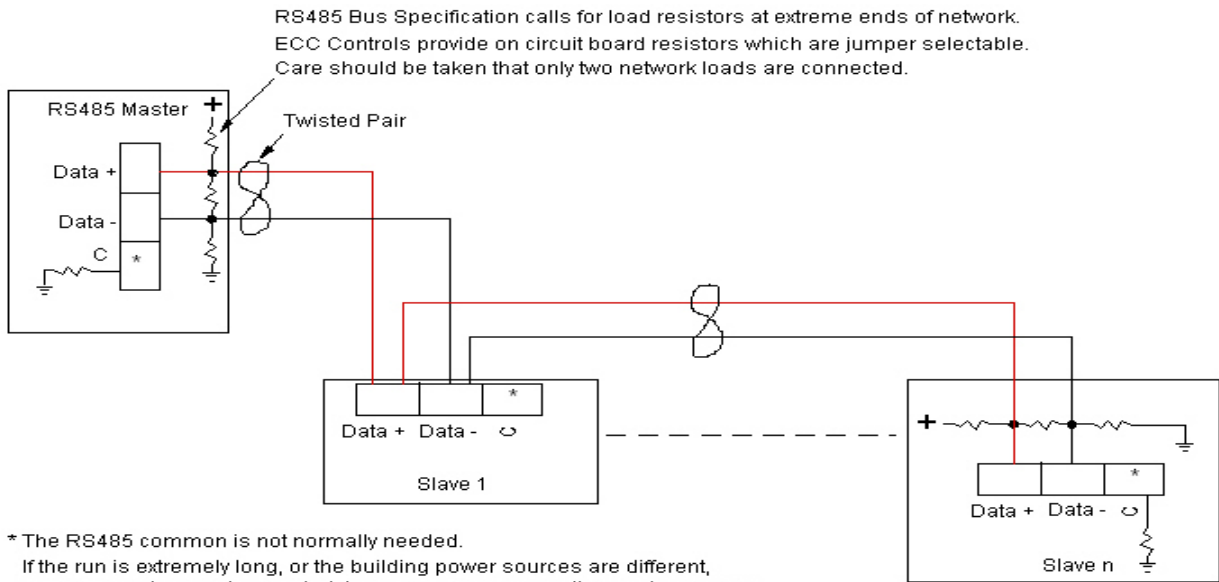 RS485 Bus Specification calls for load resistors at extreme ends of network.
ECC Controls provide on circuit board resistors which are jumper selectable.
Care should be taken that only two network loads are connected.
RS485 Master +
Twisted Pair
Data +
Data -
C *
*
Data + Data - C
Slave 1
+
*
Data + Data - C
Slave n
* The RS485 common is not normally needed.
If the run is extremely long, or the building power sources are different,